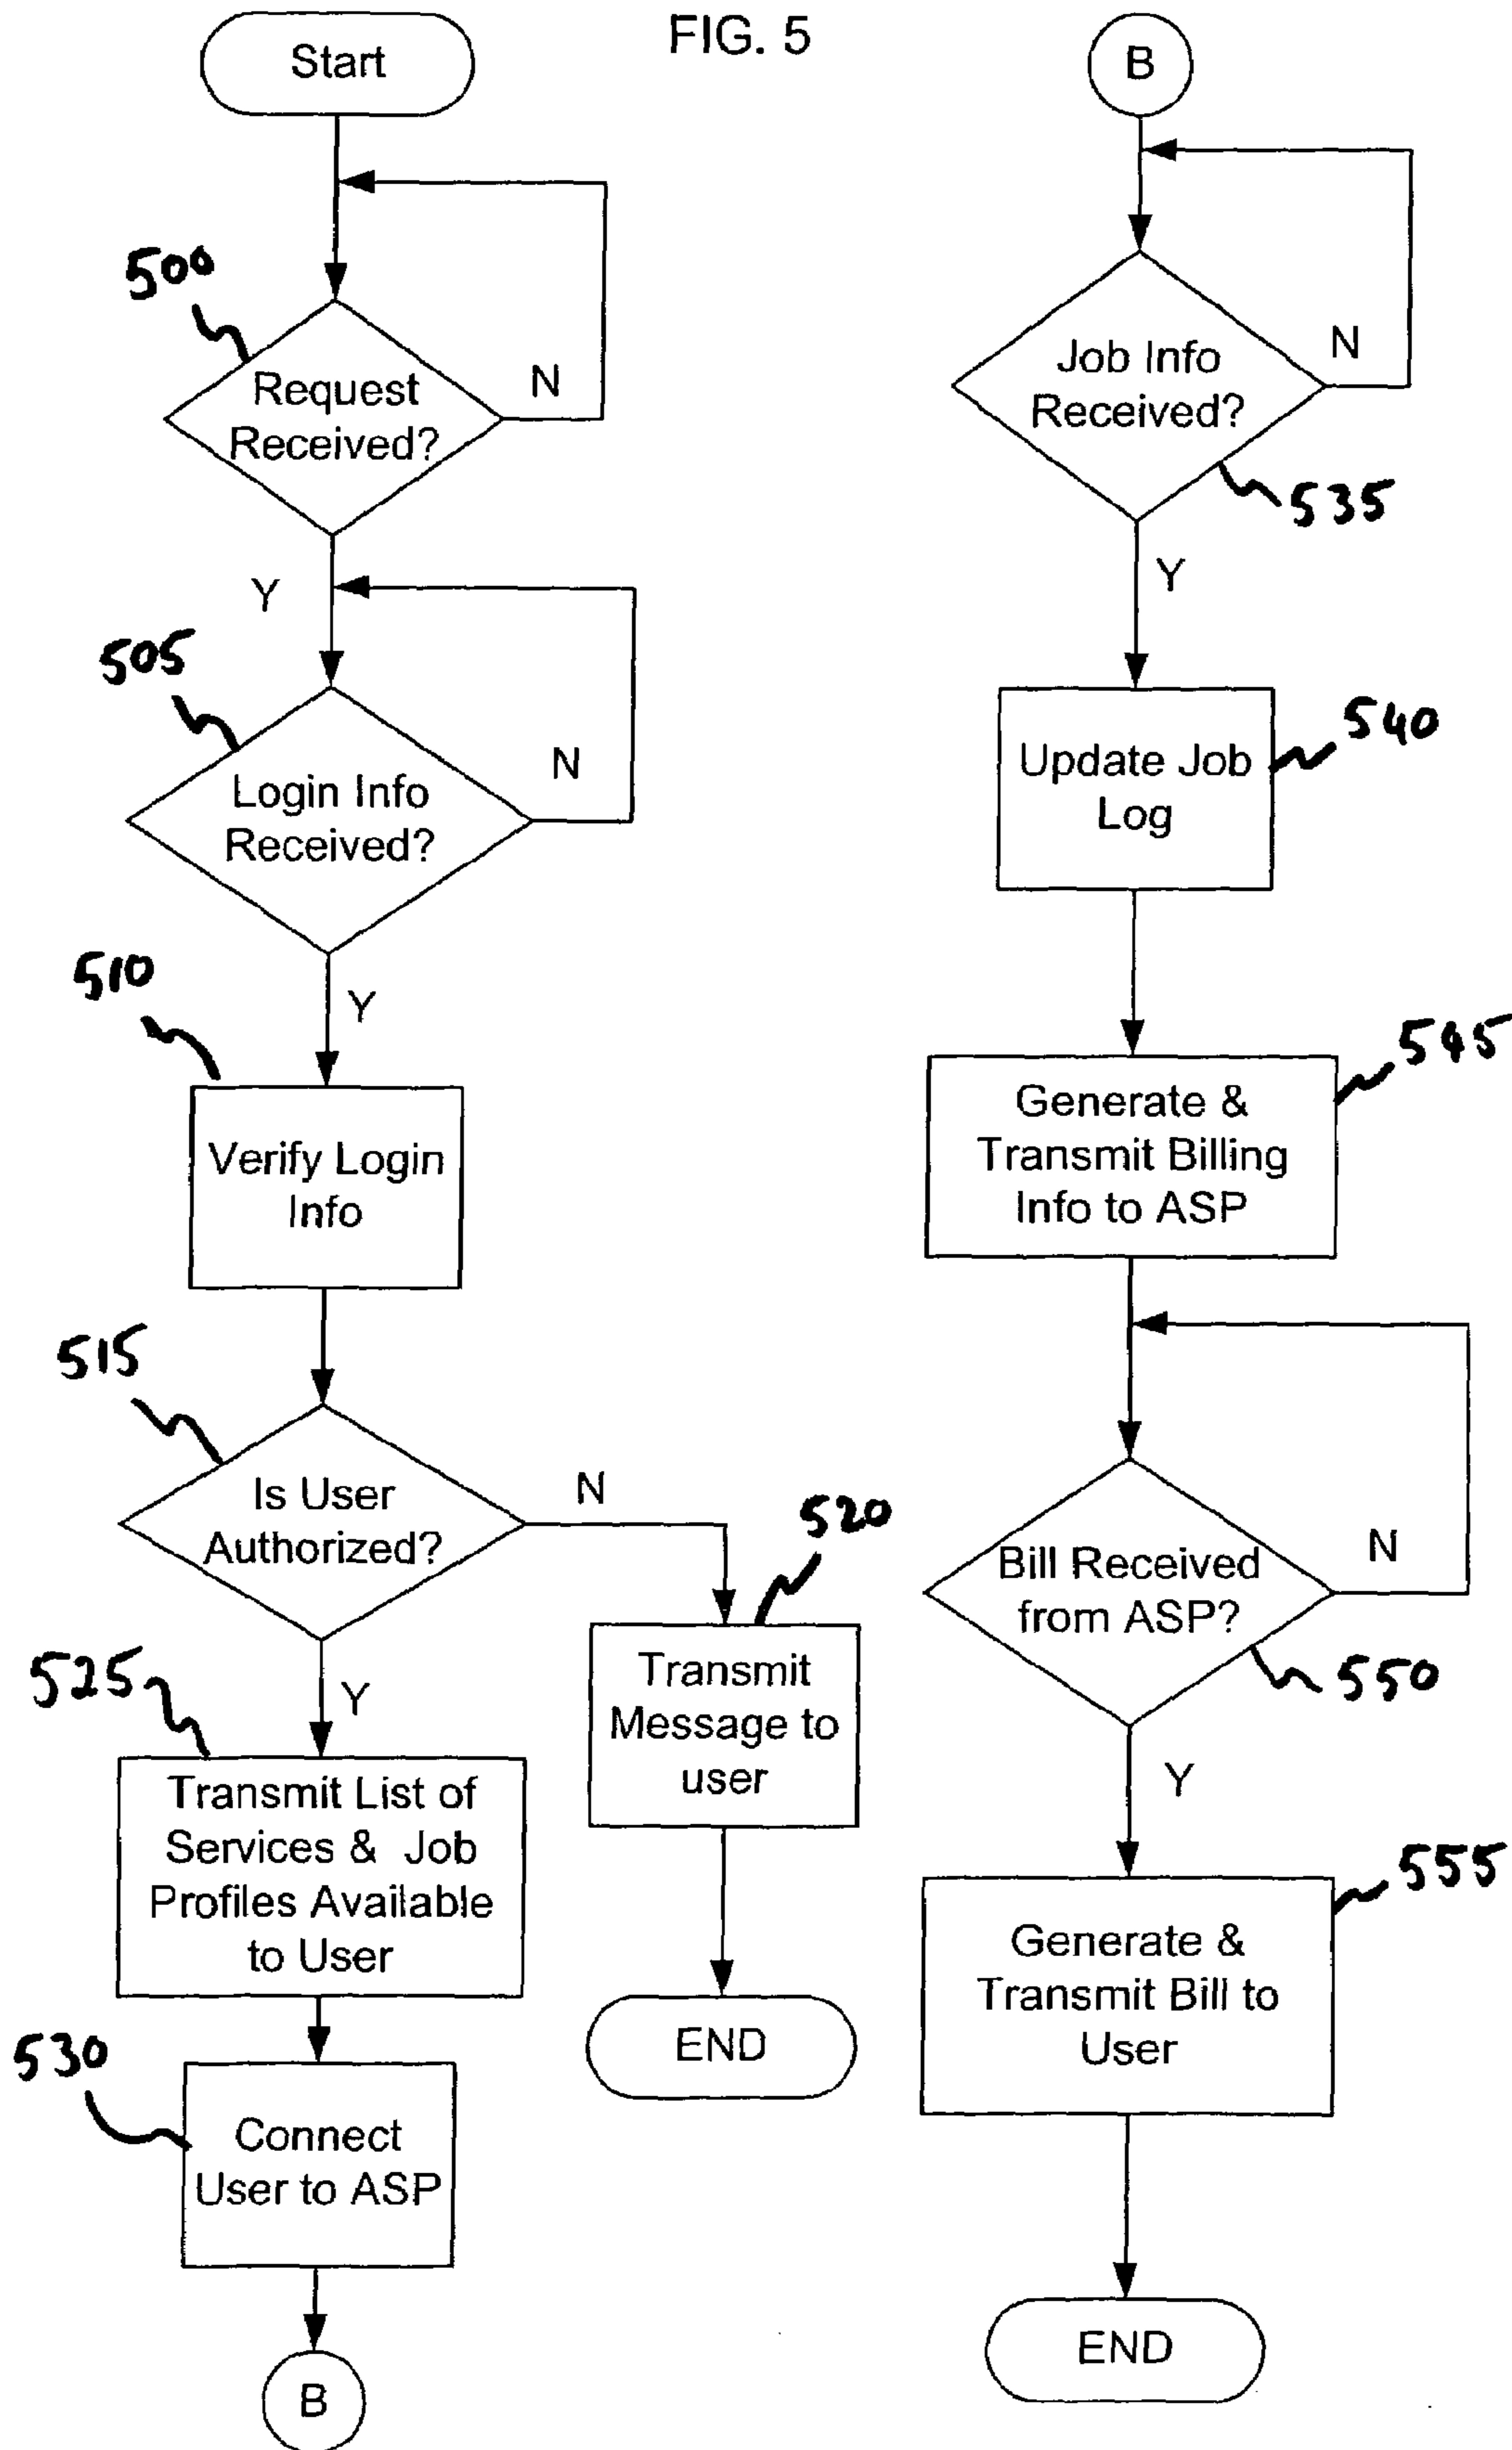 FIG. 5
Start
500
Request
Received?
N
Y
505
Login Info
Received?
N
510
Y
Verify Login
Info
515
Is User
Authorized?
N
520
Transmit
Message to
user
END
525
Y
Transmit List of
Services & Job
Profiles Available
to User
530
Connect
User to ASP
B
B
Job Info
Received?
N
535
Y
Update Job
Log
540
545
Generate &
Transmit Billing
Info to ASP
Bill Received
from ASP?
N
550
Y
555
Generate &
Transmit Bill to
User
END